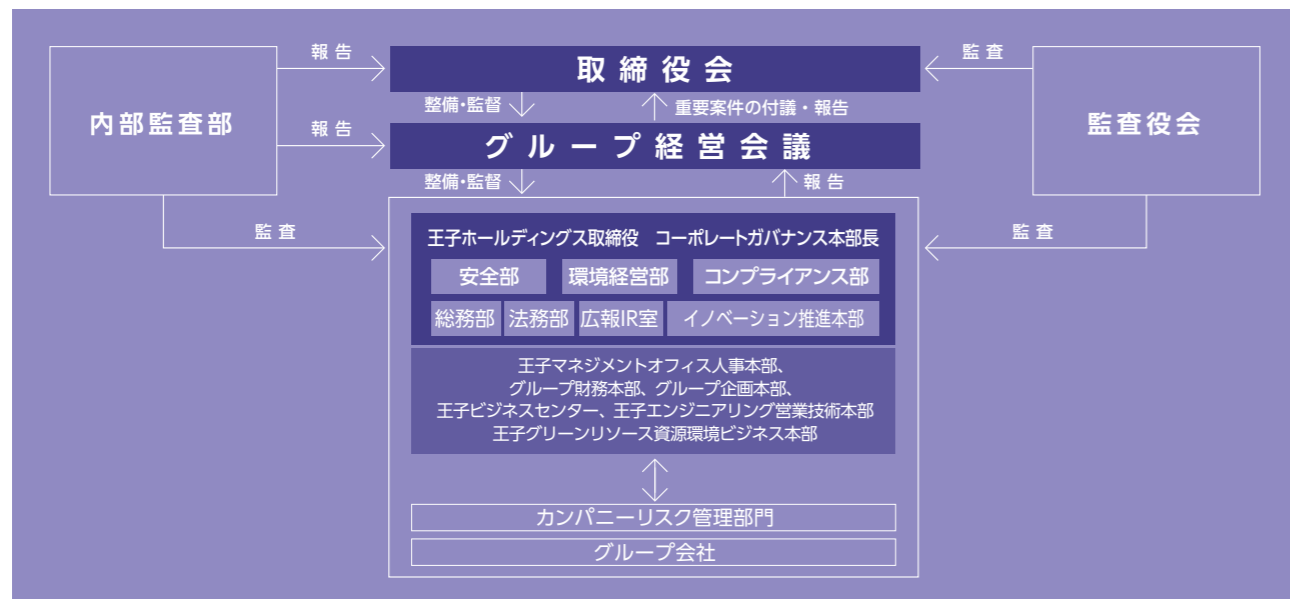 報告
取締役会
監査
内部監査部
整備・監督
重要案件の付議・報告
監査役会
報告
グループ経営会議
整備・監督
報告
監査
王子ホールディングス取締役 コーポレートガバナンス本部長
監査
安全部
環境経営部
コンプライアンス部
総務部
法務部
広報IR室
イノベーション推進本部
王子マネジメントオフィス人事本部、
グループ財務本部、グループ企画本部、
王子ビジネスセンター、王子エンジニアリング営業技術本部
王子グリーンリソース資源環境ビジネス本部
カンパニーリスク管理部門
グループ会社